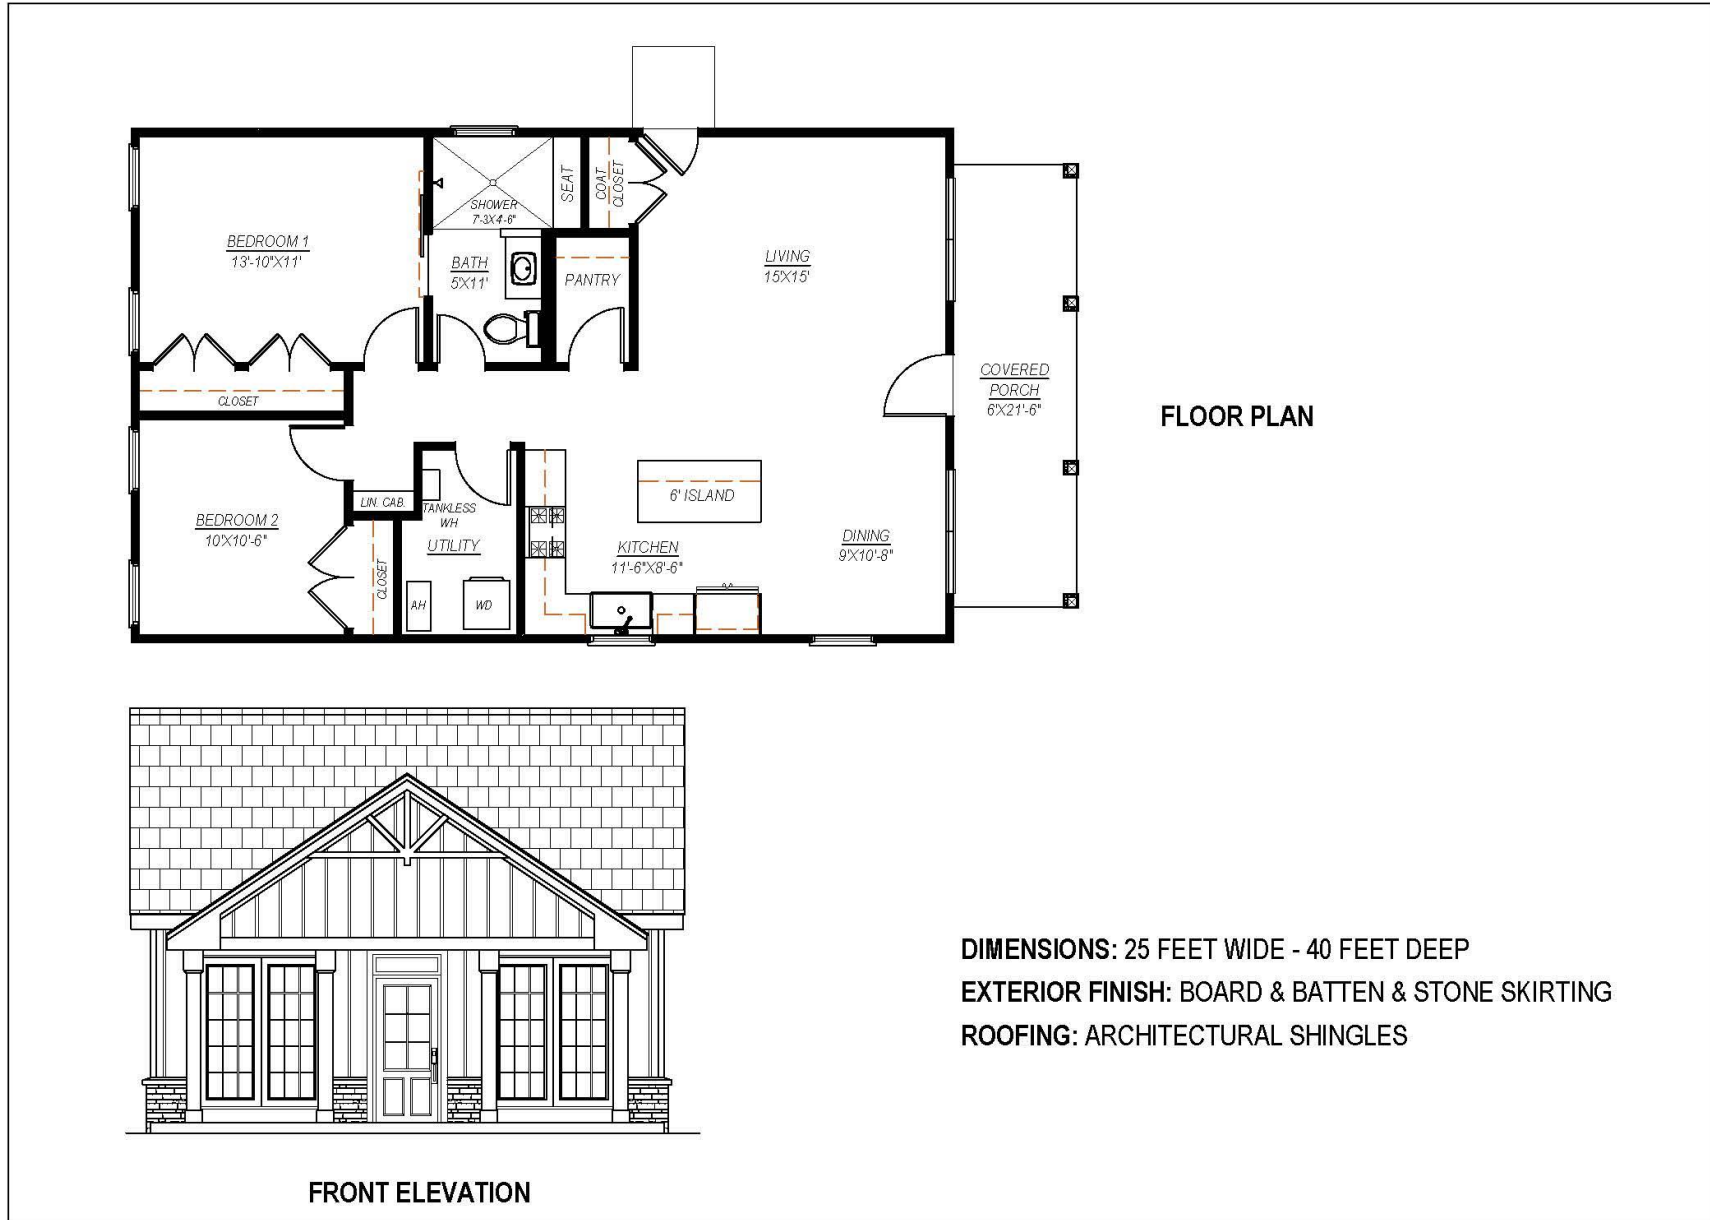 BEDROOM 1
13'-10"X11'
SHOWER
7'-3X4'-6"
SEAT
COAT
CLOSET
BATH
5'X11'
PANTRY
LIVING
15'X15'
COVERED
PORCH
6'X21'-6"
FLOOR PLAN
CLOSET
BEDROOM 2
10'X10'-6"
LIN. CAB.
CLOSET
TANKLESS
WH
UTILITY
AH
WD
6' ISLAND
KITCHEN
11'-6"X8'-6"
DINING
9'X10'-8"
DIMENSIONS: 25 FEET WIDE - 40 FEET DEEP
EXTERIOR FINISH: BOARD & BATTEN & STONE SKIRTING
ROOFING: ARCHITECTURAL SHINGLES
FRONT ELEVATION